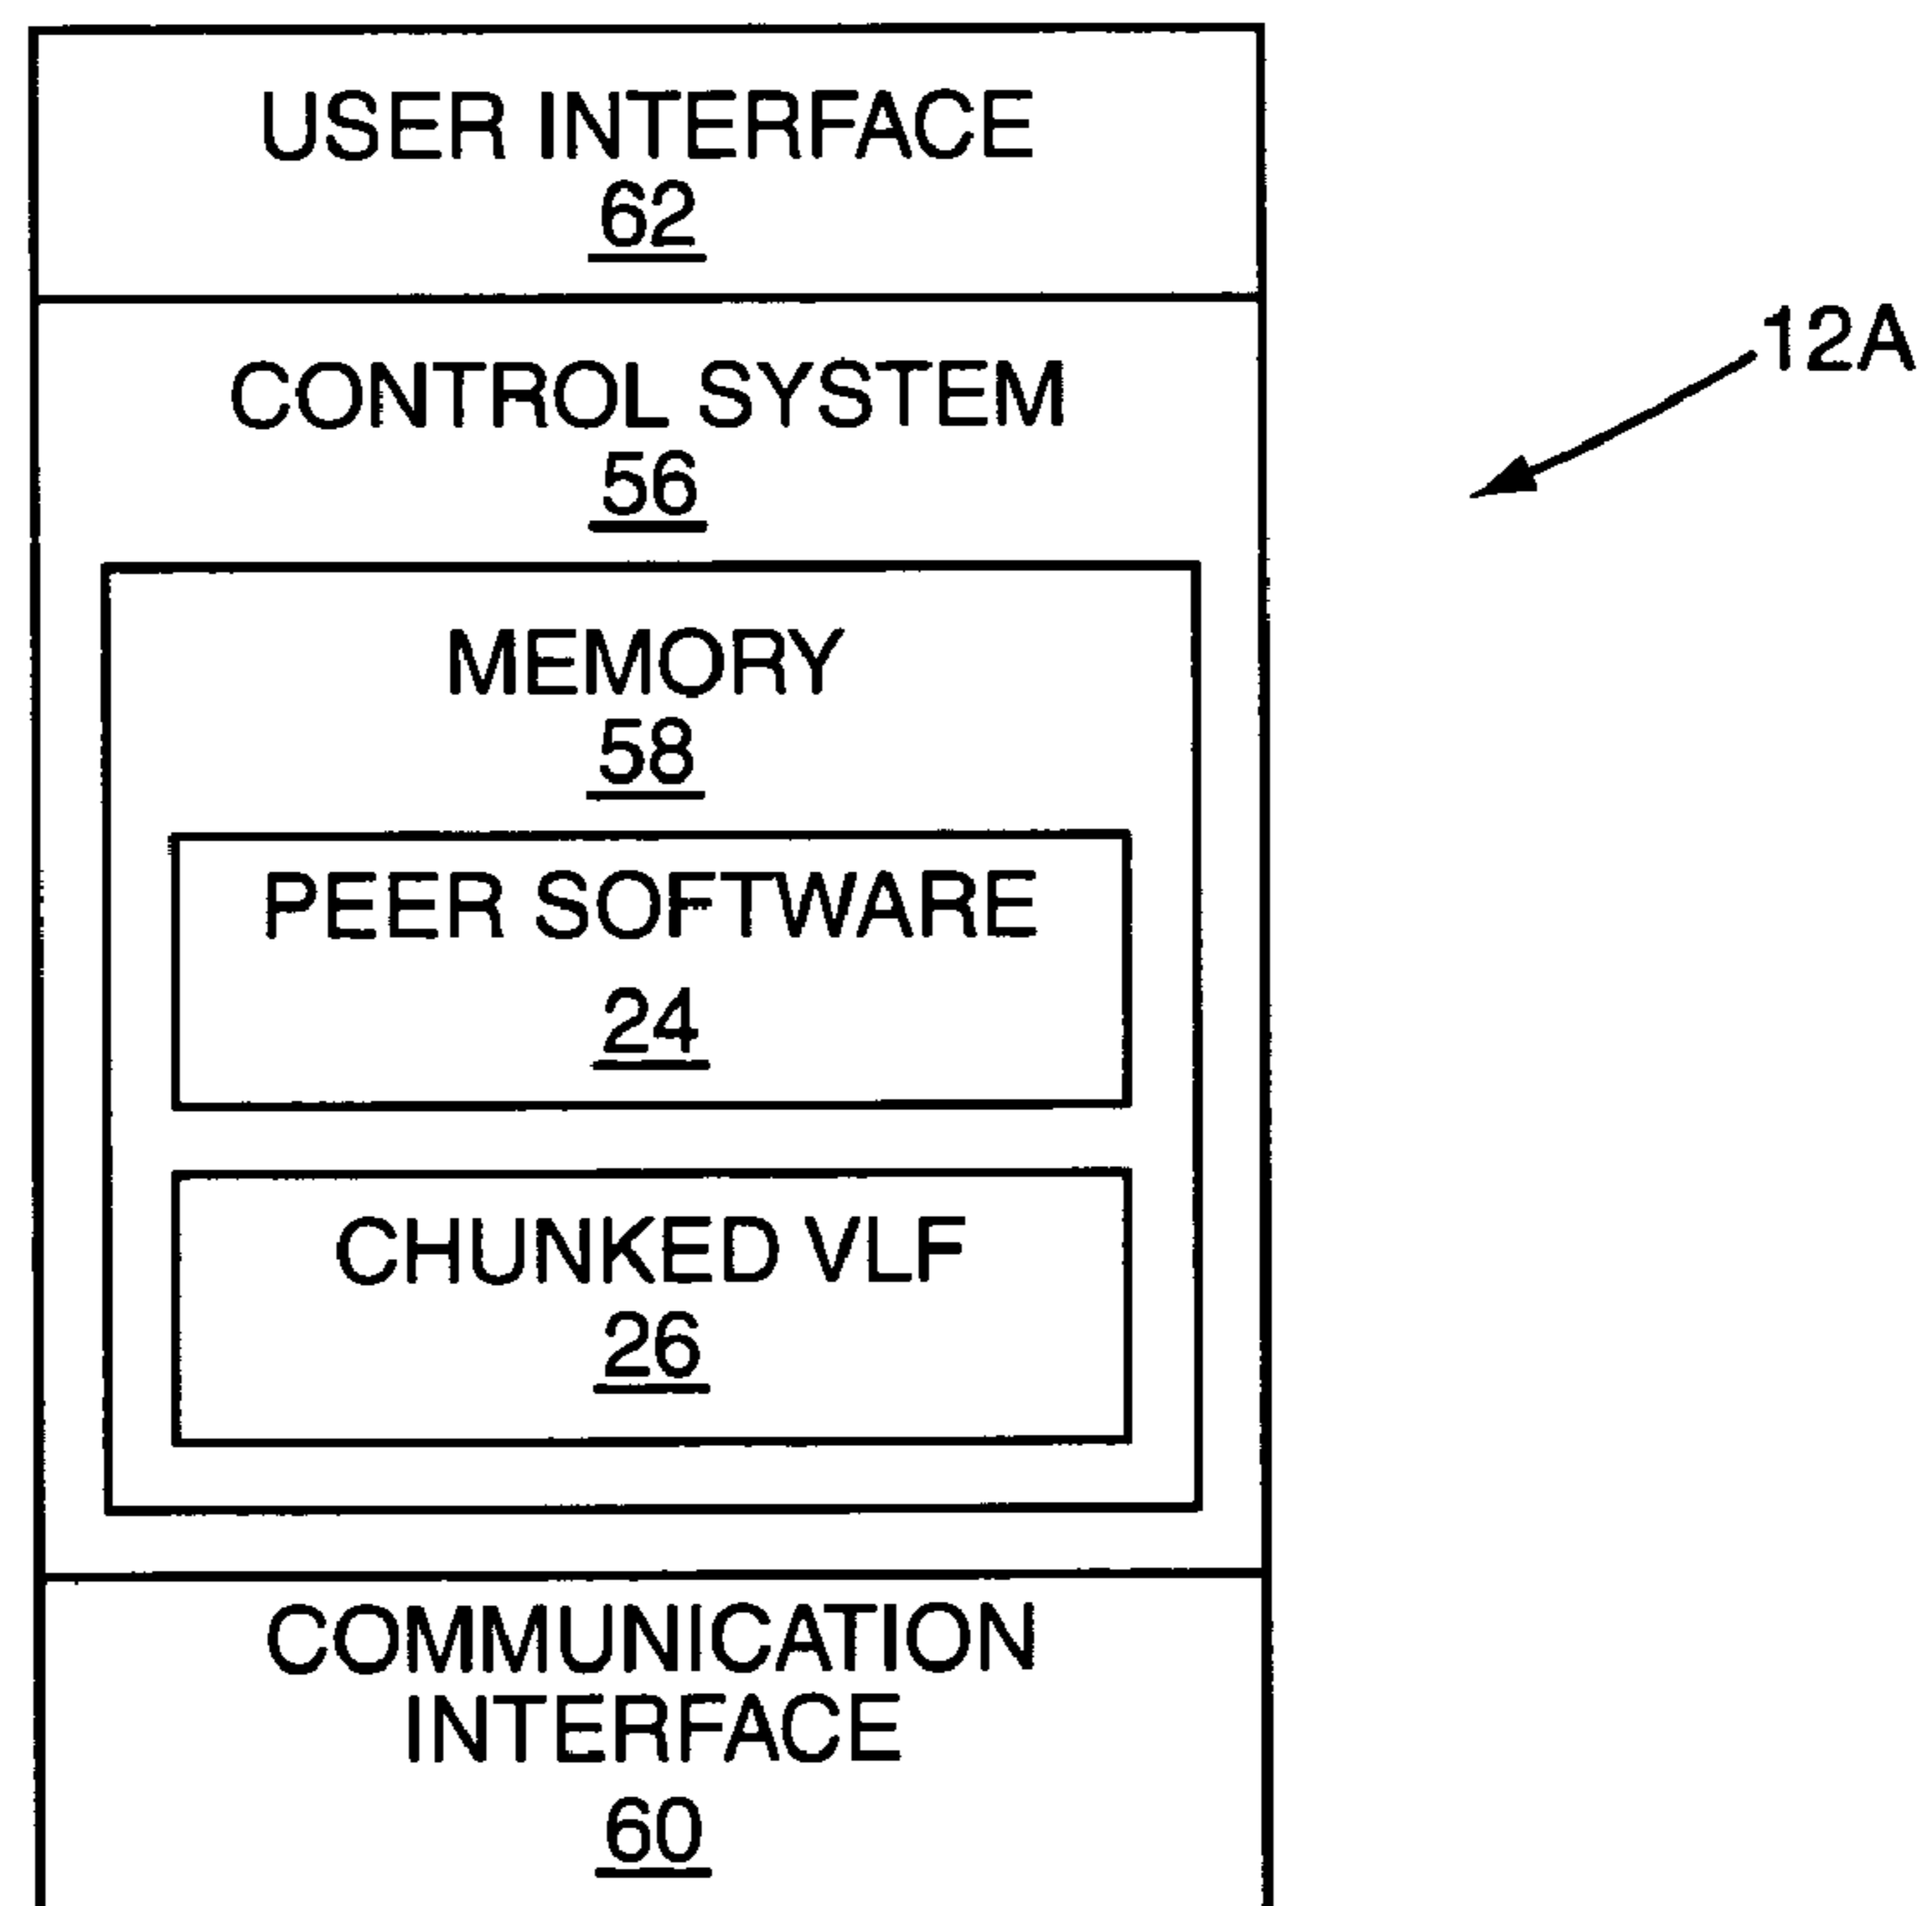 USER INTERFACE
62
CONTROL SYSTEM
56
12A
MEMORY
58
PEER SOFTWARE
24
CHUNKED VLF
26
COMMUNICATION
INTERFACE
60